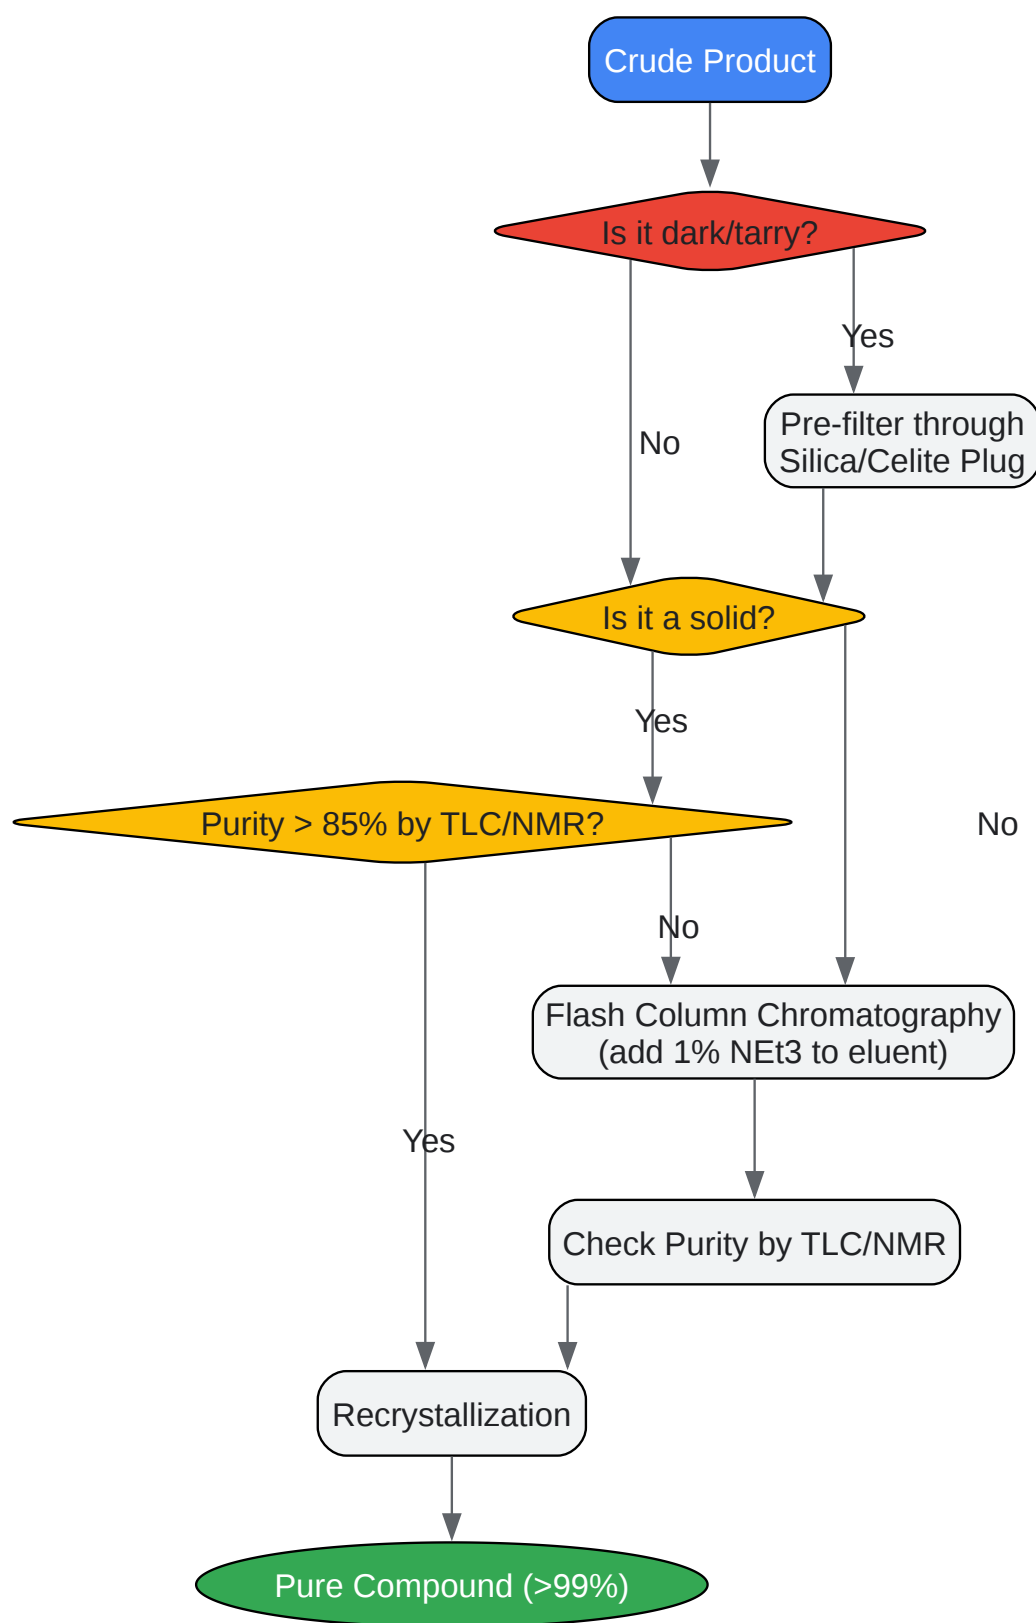 Crude Product
Is it dark/tarry?
Yes
Pre-filter through
Silica/Celite Plug
No
Is it a solid?
Yes
Purity > 85% by TLC/NMR?
No
No
Flash Column Chromatography
(add 1% NEt3 to eluent)
Yes
Check Purity by TLC/NMR
Recrystallization
Pure Compound (>99%)